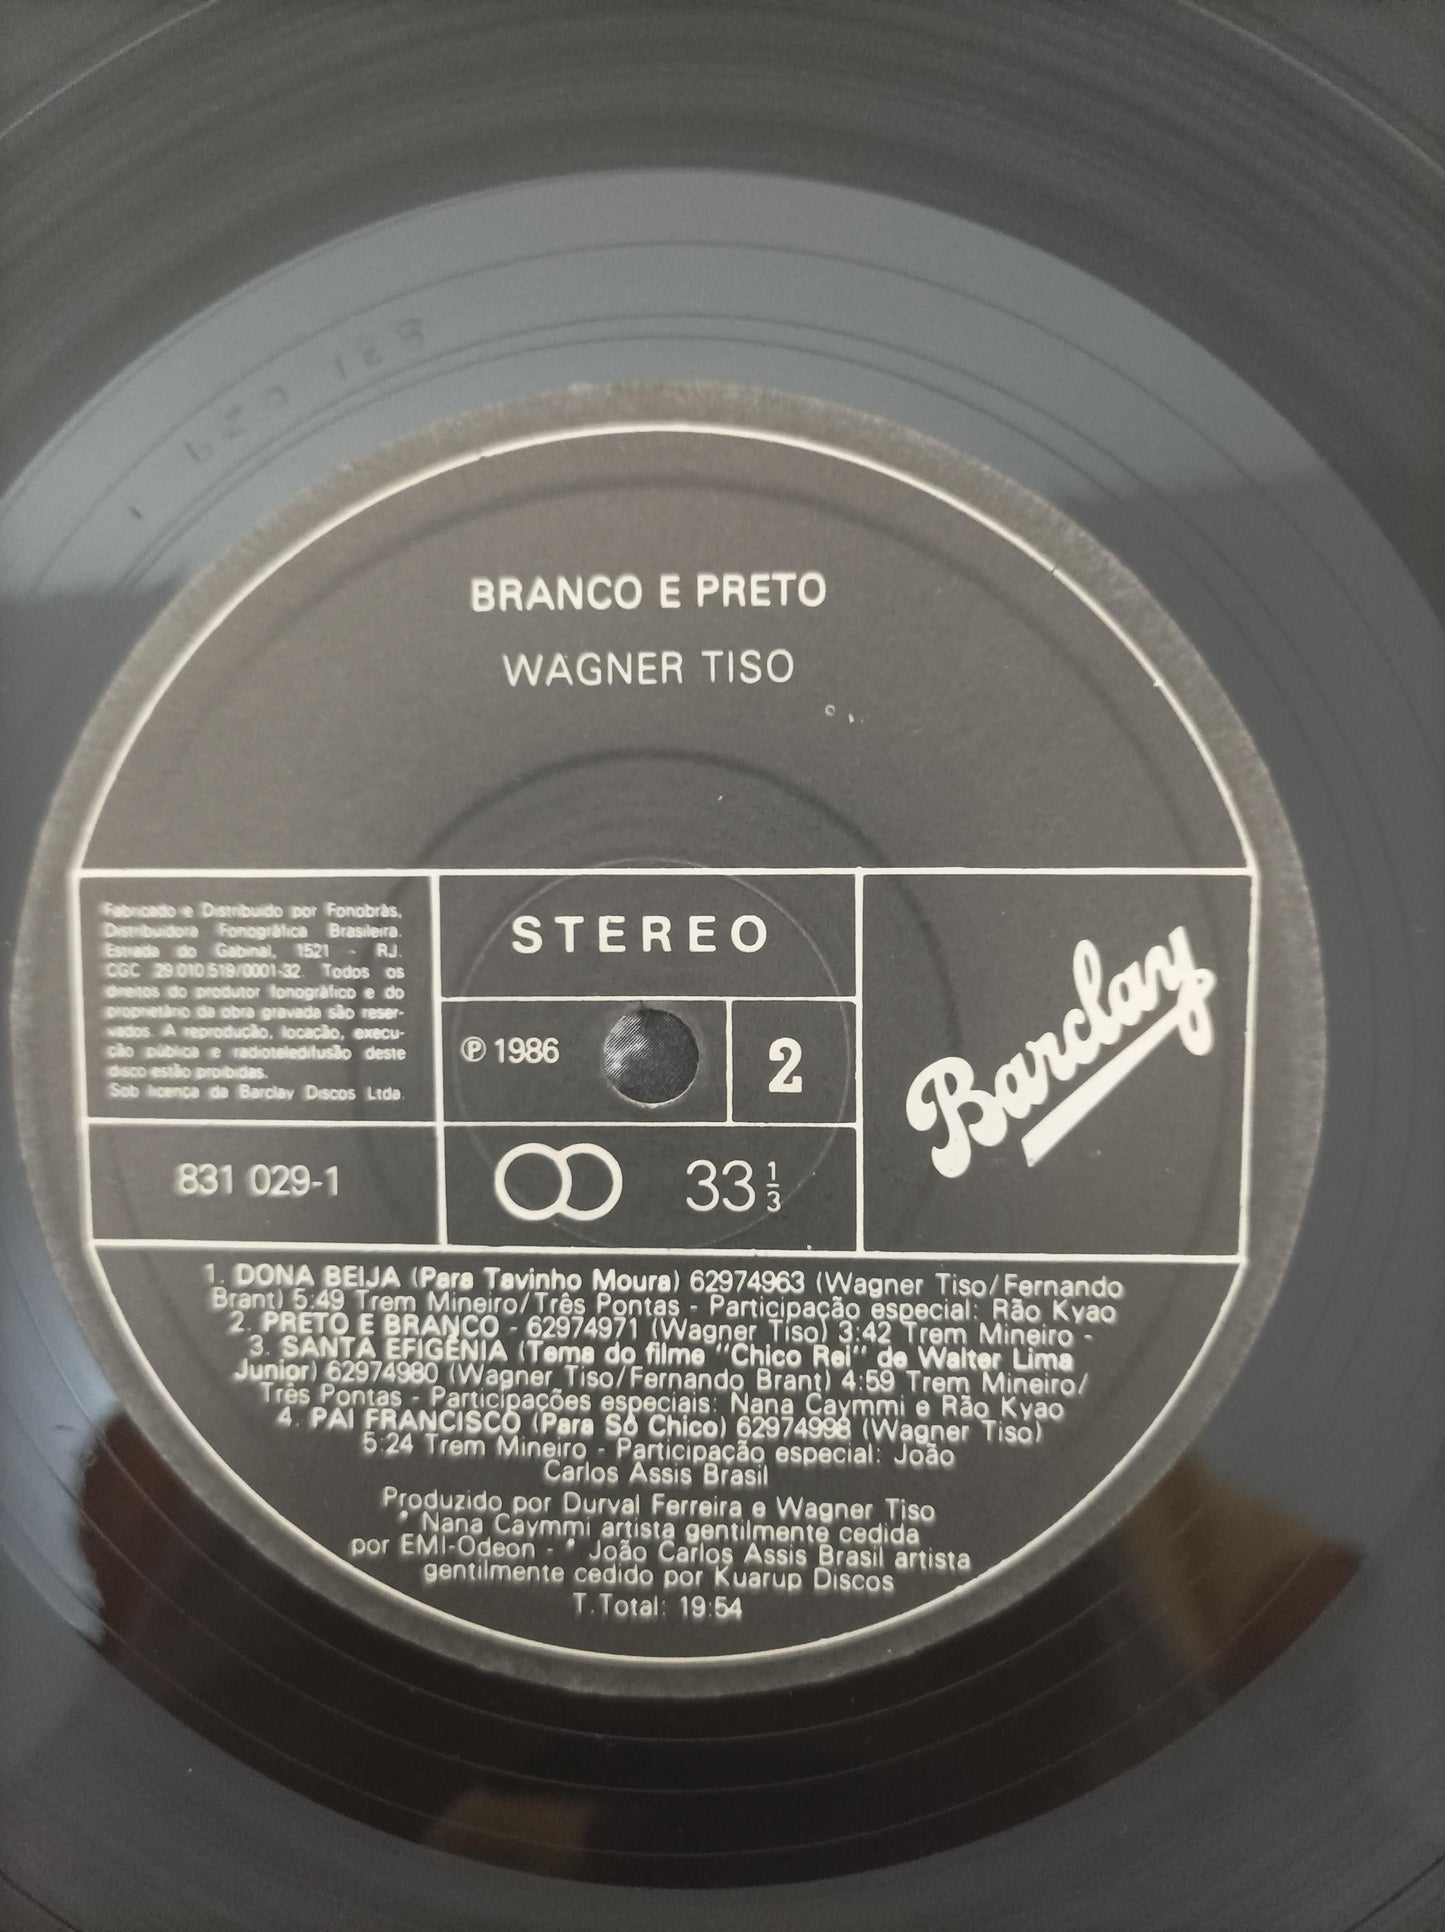 831 029
BRANCO E PRETO
WAGNER TISO
Fabricado e Distribuido por Fonobrás,
Distribuidora Fonográfica Brasileira.
Estrada do Gabinal, 1521 - RJ.
CGC 29.010.519/0001-32. Todos os
direitos do produtor fonográfico e do
proprietário da obra gravada são reser-
vados. A reprodução, locação, execu-
ção pública e radioteledifusão deste
disco estão proibidas.
Sob licença da Barclay Discos Ltda.
831 029-1
STEREO
℗ 1986
2
33 1/3
Barclay
1. DONA BEIJA (Para Tavinho Moura) 62974963 (Wagner Tiso/Fernando
Brant) 5:49 Trem Mineiro/Três Pontas - Participação especial: Rão Kyao
2. PRETO E BRANCO - 62974971 (Wagner Tiso) 3:42 Trem Mineiro -
3. SANTA EFIGÊNIA (Tema do filme "Chico Rei" de Walter Lima
Junior) 62974980 (Wagner Tiso/Fernando Brant) 4:59 Trem Mineiro/
Três Pontas - Participações especiais: Nana Caymmi e Rão Kyao
4. PAI FRANCISCO (Para Sô Chico) 62974998 (Wagner Tiso)
5:24 Trem Mineiro - Participação especial: João
Carlos Assis Brasil
Produzido por Durval Ferreira e Wagner Tiso
* Nana Caymmi artista gentilmente cedida
por EMI-Odeon - * João Carlos Assis Brasil artista
gentilmente cedido por Kuarup Discos
T.Total: 19:54